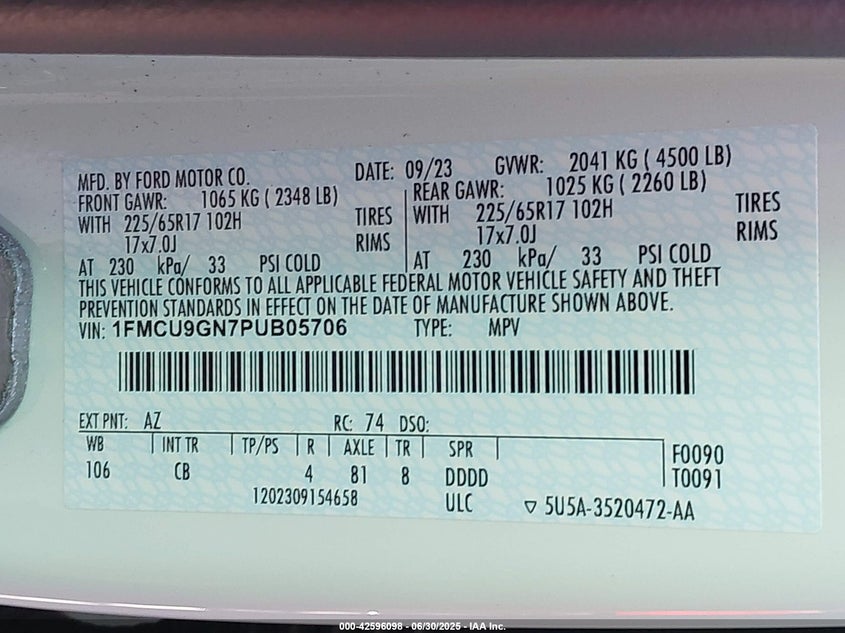 MFD. BY FORD MOTOR CO. DATE: 09/23 GVWR: 2041 KG ( 4500 LB)
FRONT GAWR: 1065 KG ( 2348 LB) REAR GAWR: 1025 KG ( 2260 LB)
WITH 225/65R17 102H TIRES WITH 225/65R17 102H TIRES
17x7.0J RIMS 17x7.0J RIMS
AT 230 kPa/ 33 PSI COLD AT 230 kPa/ 33 PSI COLD
THIS VEHICLE CONFORMS TO ALL APPLICABLE FEDERAL MOTOR VEHICLE SAFETY AND THEFT
PREVENTION STANDARDS IN EFFECT ON THE DATE OF MANUFACTURE SHOWN ABOVE.
VIN: 1FMCU9GN7PUB05706 TYPE: MPV
EXT PNT: AZ RC: 74 DSO:
WB INT TR TP/PS R AXLE TR SPR F0090
106 CB 4 81 8 DDDD T0091
1202309154658 ULC ▽ 5U5A-3520472-AA
000-42596098 - 06/30/2025 - IAA Inc.